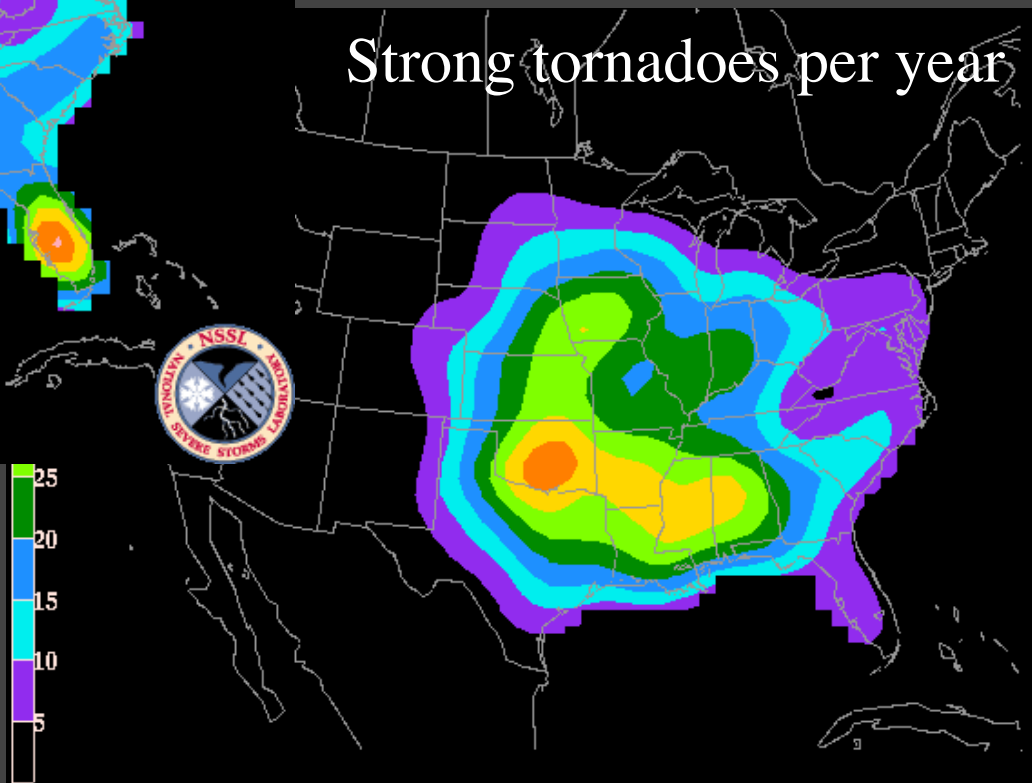 Strong tornadoes per year
NSSL
NATIONAL SEVERE STORMS LABORATORY
25
20
15
10
5